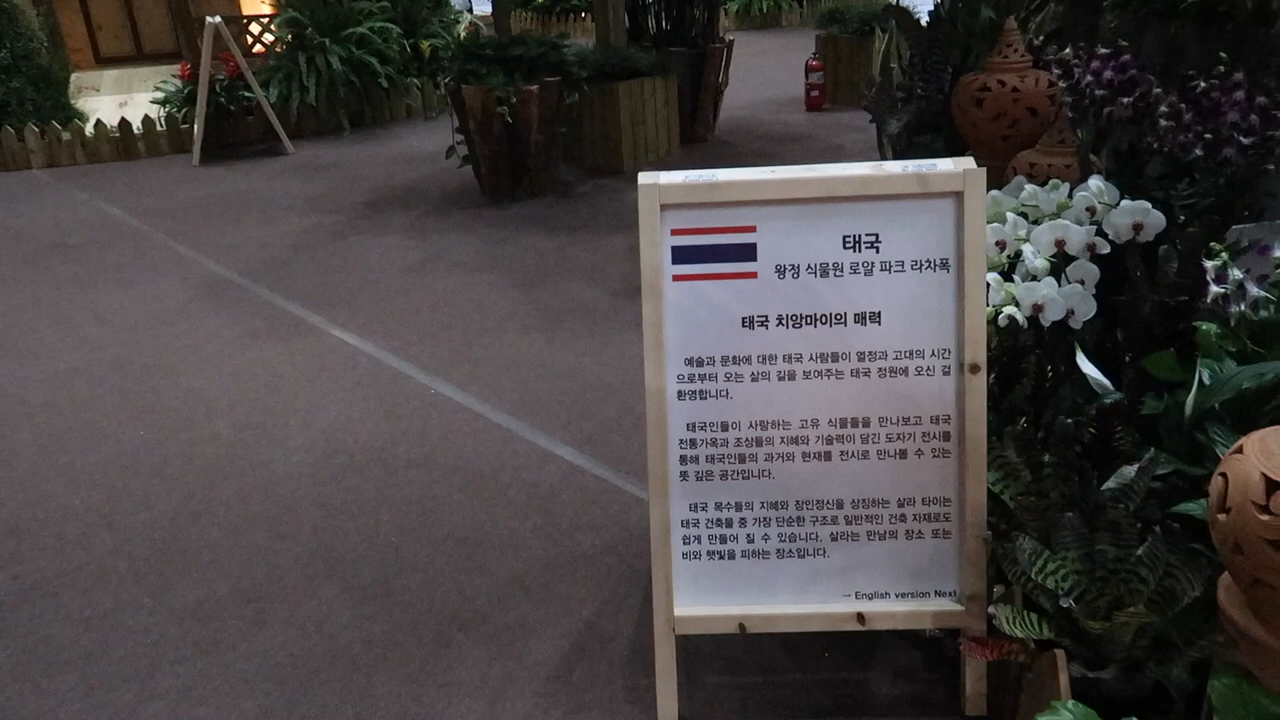 태국
왕정 식물원 로얄 파크 라차폭
태국 치앙마이의 매력
예술과 문화에 대한 태국 사람들이 열정과 고대의 시간
으로부터 오는 삶의 길을 보여주는 태국 정원에 오신 걸
환영합니다.
태국인들이 사랑하는 고유 식물들을 만나보고 태국
전통가옥과 조상들의 지혜와 기술력이 담긴 도자기 전시를
통해 태국인들의 과거와 현재를 전시로 만나볼 수 있는
뜻 깊은 공간입니다.
태국 목수들의 지혜와 장인정신을 상징하는 살라 타이는
태국 건축물 중 가장 단순한 구조로 일반적인 건축 자재로도
쉽게 만들어 질 수 있습니다. 살라는 만남의 장소 또는
비와 햇빛을 피하는 장소입니다.
→ English version Next